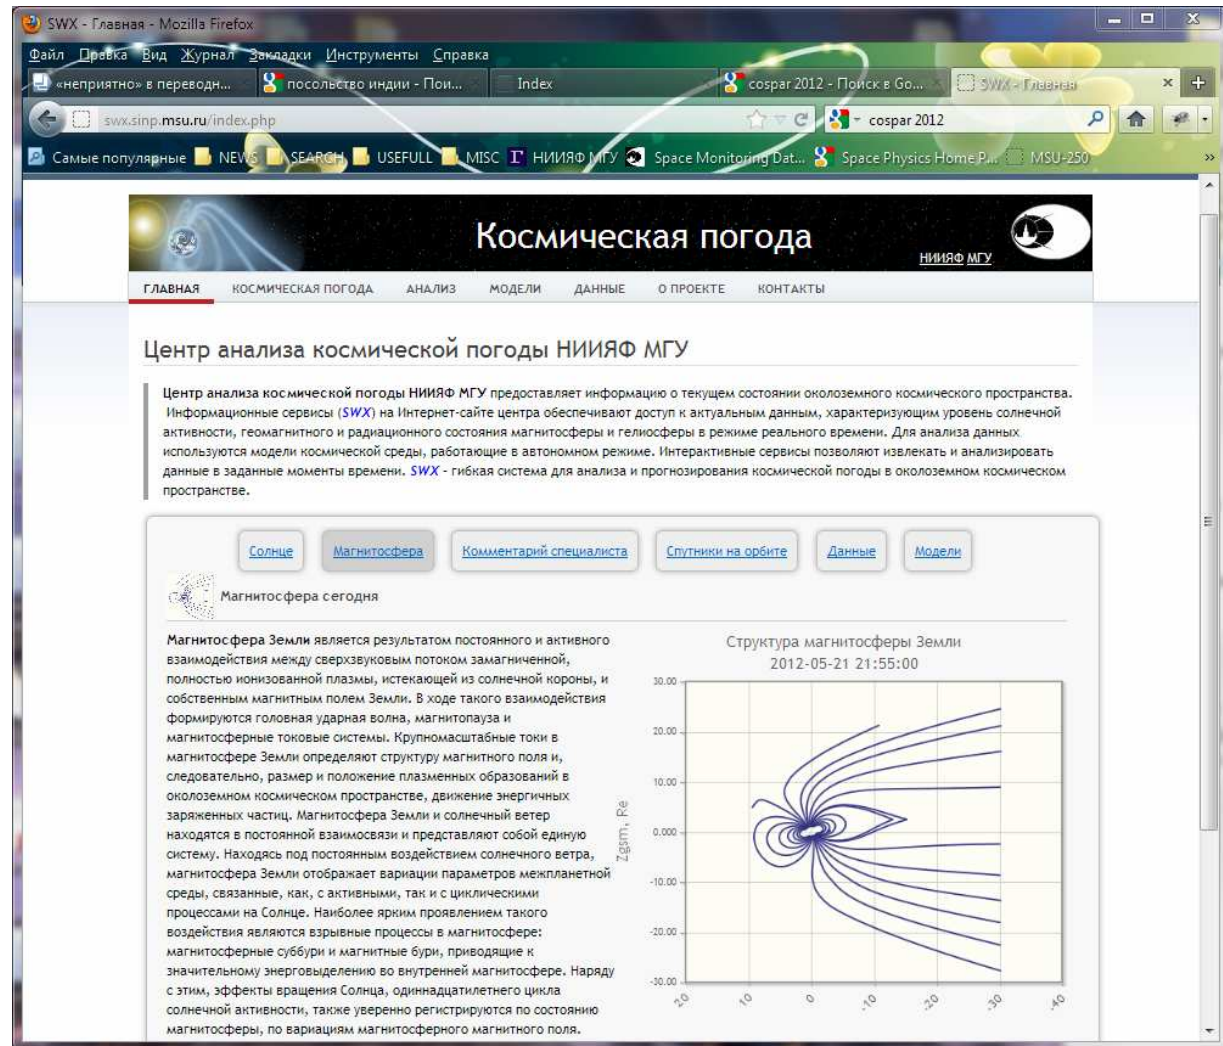 SWX - Главная - Mozilla Firefox
Файл Правка Вид Журнал Закладки Инструменты Справка
«неприятно» в переводн... посольство индии - Пои... Index cospar 2012 - Поиск в Go... SWX - Главная
swx.sinp.msu.ru/index.php cospar 2012
Самые популярные NEWS SEARCH USEFULL MISC НИИЯФ МГУ Space Monitoring Dat... Space Physics Home P... MSU-250 »
Космическая погода
НИИЯФ МГУ
ГЛАВНАЯ КОСМИЧЕСКАЯ ПОГОДА АНАЛИЗ МОДЕЛИ ДАННЫЕ О ПРОЕКТЕ КОНТАКТЫ
Центр анализа космической погоды НИИЯФ МГУ
Центр анализа космической погоды НИИЯФ МГУ предоставляет информацию о текущем состоянии околоземного космического пространства.
Информационные сервисы (SWX) на Интернет-сайте центра обеспечивают доступ к актуальным данным, характеризующим уровень солнечной
активности, геомагнитного и радиационного состояния магнитосферы и гелиосферы в режиме реального времени. Для анализа данных
используются модели космической среды, работающие в автономном режиме. Интерактивные сервисы позволяют извлекать и анализировать
данные в заданные моменты времени. SWX - гибкая система для анализа и прогнозирования космической погоды в околоземном космическом
пространстве.
Солнце Магнитосфера Комментарий специалиста Спутники на орбите Данные Модели
Магнитосфера сегодня
Магнитосфера Земли является результатом постоянного и активного
взаимодействия между сверхзвуковым потоком замагниченной,
полностью ионизованной плазмы, истекающей из солнечной короны, и
собственным магнитным полем Земли. В ходе такого взаимодействия
формируются головная ударная волна, магнитопауза и
магнитосферные токовые системы. Крупномасштабные токи в
магнитосфере Земли определяют структуру магнитного поля и,
следовательно, размер и положение плазменных образований в
околоземном космическом пространстве, движение энергичных
заряженных частиц. Магнитосфера Земли и солнечный ветер
находятся в постоянной взаимосвязи и представляют собой единую
систему. Находясь под постоянным воздействием солнечного ветра,
магнитосфера Земли отображает вариации параметров межпланетной
среды, связанные, как, с активными, так и с циклическими
процессами на Солнце. Наиболее ярким проявлением такого
воздействия являются взрывные процессы в магнитосфере:
магнитосферные суббури и магнитные бури, приводящие к
значительному энерговыделению во внутренней магнитосфере. Наряду
с этим, эффекты вращения Солнца, одиннадцатилетнего цикла
солнечной активности, также уверенно регистрируются по состоянию
магнитосферы, по вариациям магнитосферного магнитного поля.
Структура магнитосферы Земли
2012-05-21 21:55:00
30.00
20.00
10.00
0.000
-10.00
-20.00
-30.00
Zgsm, Re
20 10 0 -10 -20 -30 -40